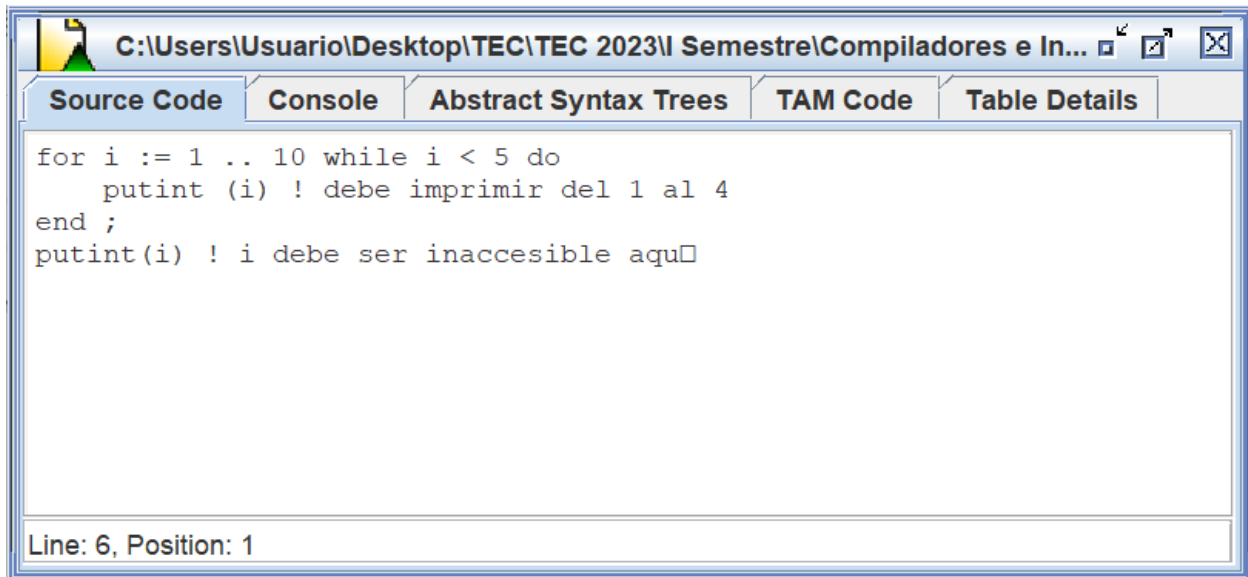 C:\Users\Usuario\Desktop\TEC\TEC 2023\I Semestre\Compiladores e In...
Source Code Console Abstract Syntax Trees TAM Code Table Details
for i := 1 .. 10 while i < 5 do
    putint (i) ! debe imprimir del 1 al 4
end ;
putint(i) ! i debe ser inaccesible aqu□
Line: 6, Position: 1